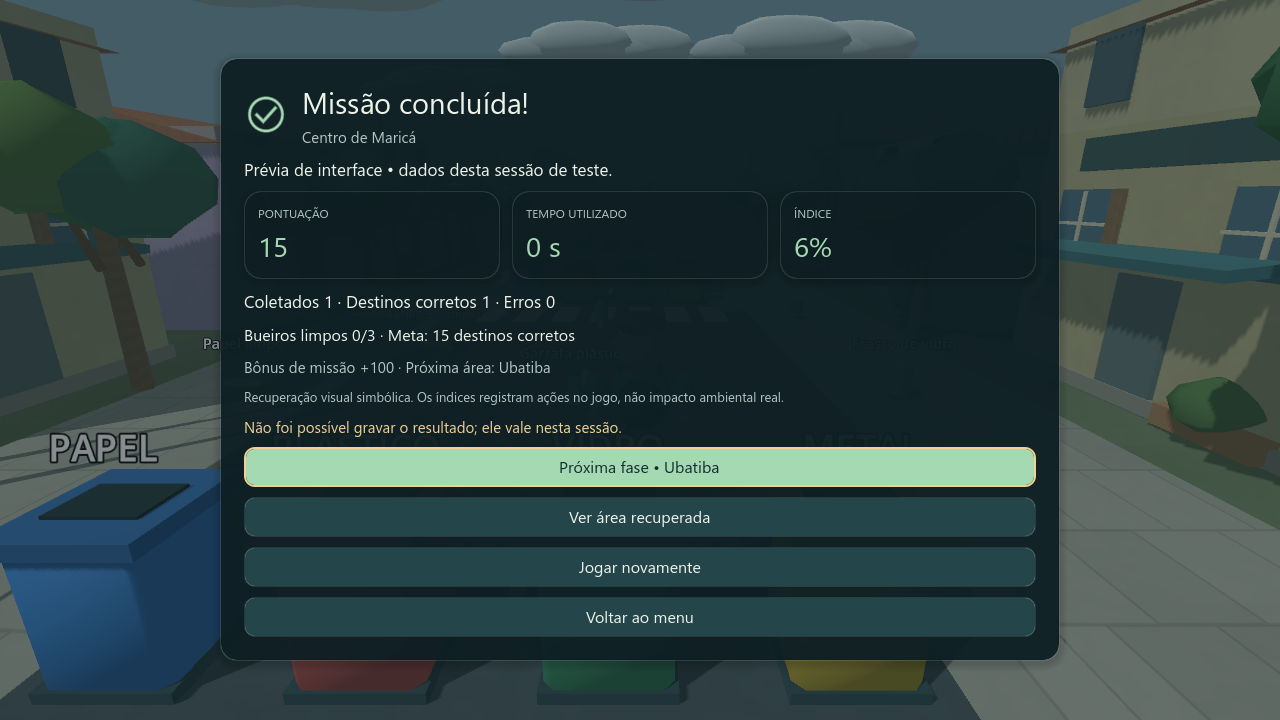 Missão concluída!
Centro de Maricá
Prévia de interface • dados desta sessão de teste.
PONTUAÇÃO
15
TEMPO UTILIZADO
0 s
ÍNDICE
6%
Coletados 1 · Destinos corretos 1 · Erros 0
Bueiros limpos 0/3 · Meta: 15 destinos corretos
Bônus de missão +100 · Próxima área: Ubatiba
Recuperação visual simbólica. Os índices registram ações no jogo, não impacto ambiental real.
Não foi possível gravar o resultado; ele vale nesta sessão.
PAPEL
PLÁSTICO
VIDRO
METAL
Próxima fase • Ubatiba
Ver área recuperada
Jogar novamente
Voltar ao menu